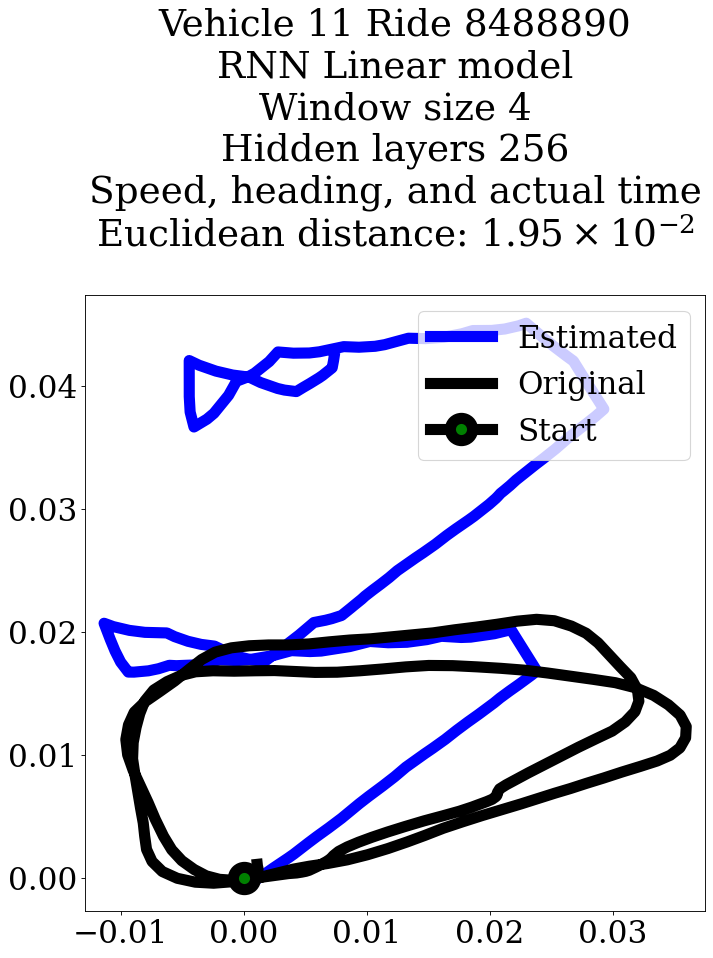 Vehicle 11 Ride 8488890
RNN Linear model
Window size 4
Hidden layers 256
Speed, heading, and actual time
Euclidean distance: 1.95 × 10⁻²
Estimated
Original
Start
0.04
0.03
0.02
0.01
0.00
−0.01 0.00 0.01 0.02 0.03